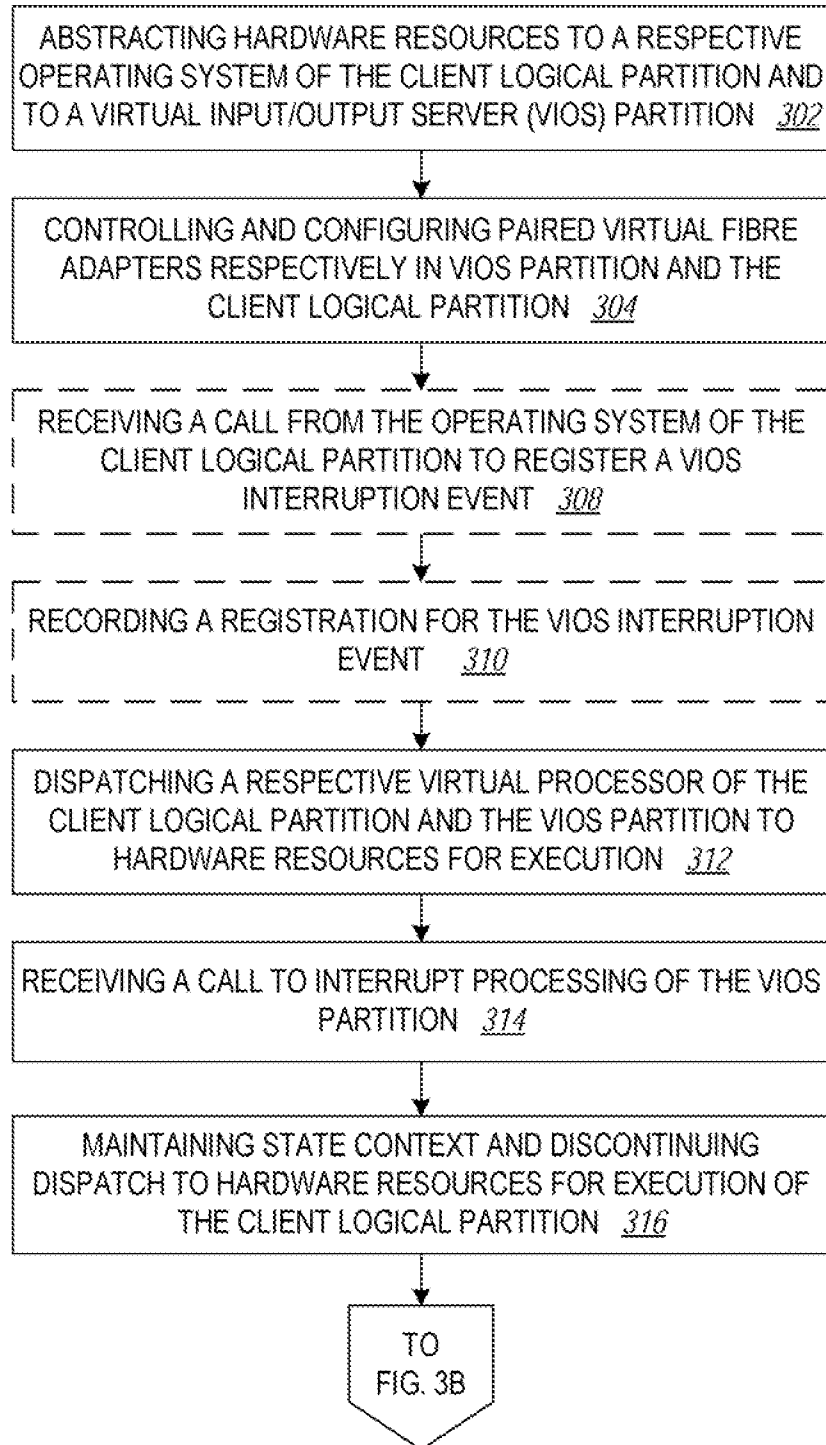 ABSTRACTING HARDWARE RESOURCES TO A RESPECTIVE
OPERATING SYSTEM OF THE CLIENT LOGICAL PARTITION AND
TO A VIRTUAL INPUT/OUTPUT SERVER (VIOS) PARTITION 302
CONTROLLING AND CONFIGURING PAIRED VIRTUAL FIBRE
ADAPTERS RESPECTIVELY IN VIOS PARTITION AND THE
CLIENT LOGICAL PARTITION 304
RECEIVING A CALL FROM THE OPERATING SYSTEM OF THE
CLIENT LOGICAL PARTITION TO REGISTER A VIOS
INTERRUPTION EVENT 308
RECORDING A REGISTRATION FOR THE VIOS INTERRUPTION
EVENT 310
DISPATCHING A RESPECTIVE VIRTUAL PROCESSOR OF THE
CLIENT LOGICAL PARTITION AND THE VIOS PARTITION TO
HARDWARE RESOURCES FOR EXECUTION 312
RECEIVING A CALL TO INTERRUPT PROCESSING OF THE VIOS
PARTITION 314
MAINTAINING STATE CONTEXT AND DISCONTINUING
DISPATCH TO HARDWARE RESOURCES FOR EXECUTION OF
THE CLIENT LOGICAL PARTITION 316
TO
FIG. 3B